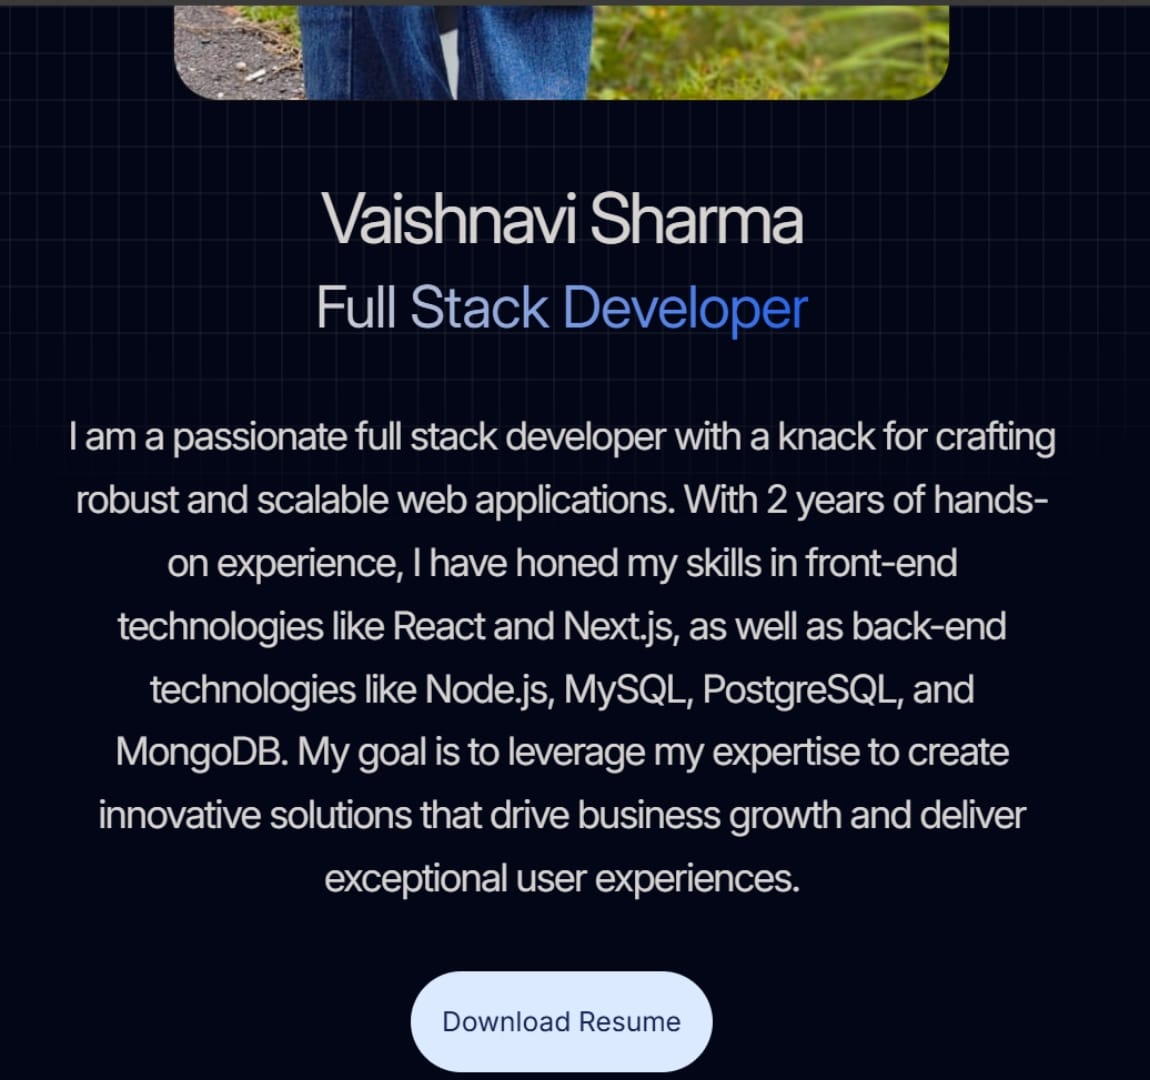 Vaishnavi Sharma
Full Stack Developer
I am a passionate full stack developer with a knack for crafting
robust and scalable web applications. With 2 years of hands-
on experience, I have honed my skills in front-end
technologies like React and Next.js, as well as back-end
technologies like Node.js, MySQL, PostgreSQL, and
MongoDB. My goal is to leverage my expertise to create
innovative solutions that drive business growth and deliver
exceptional user experiences.
Download Resume